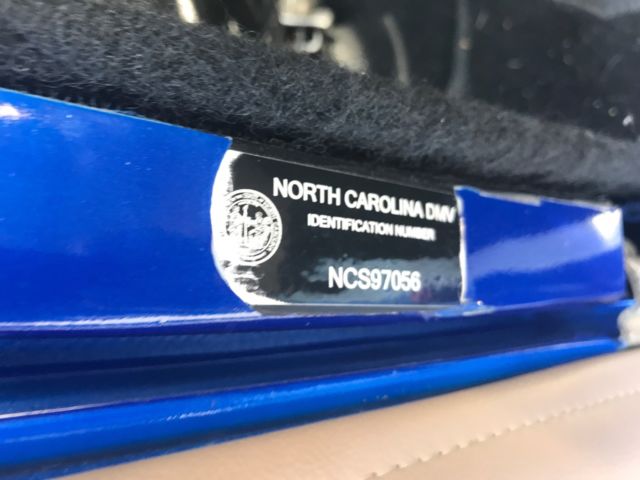 NORTH CAROLINA DMV
IDENTIFICATION NUMBER
NCS97056